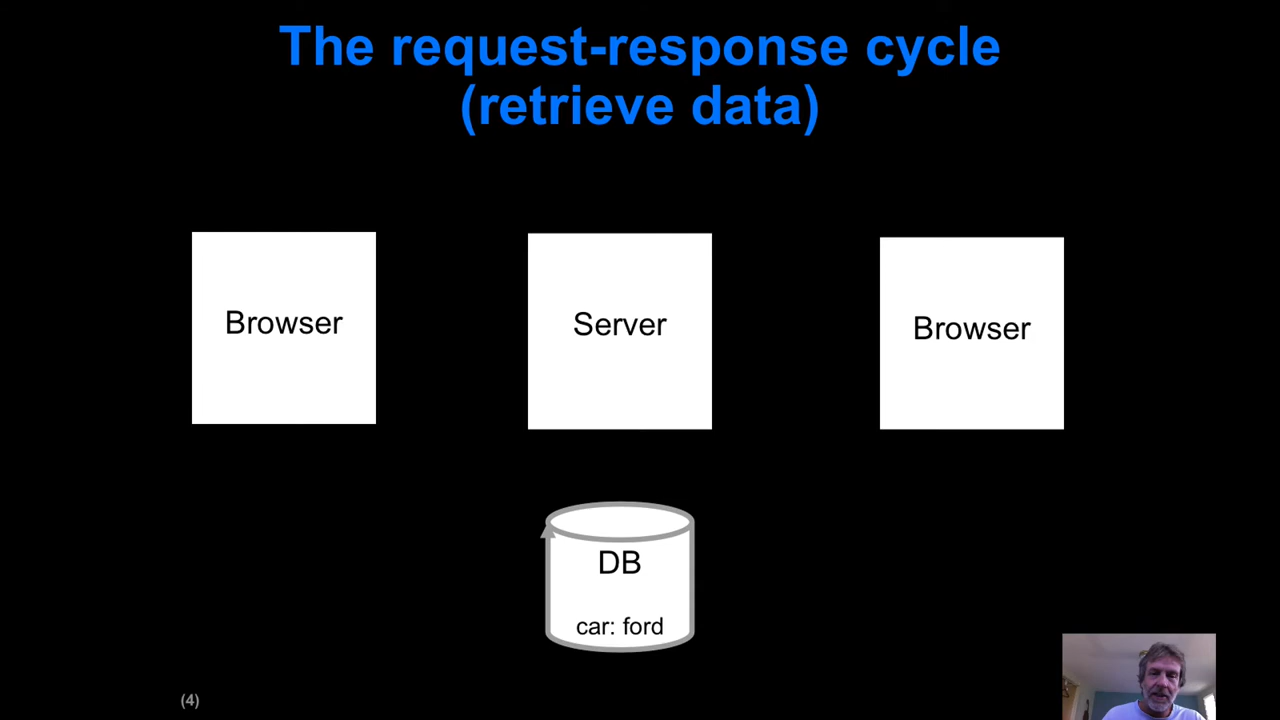 The request-response cycle
(retrieve data)
Browser
Server
Browser
DB
car: ford
(4)